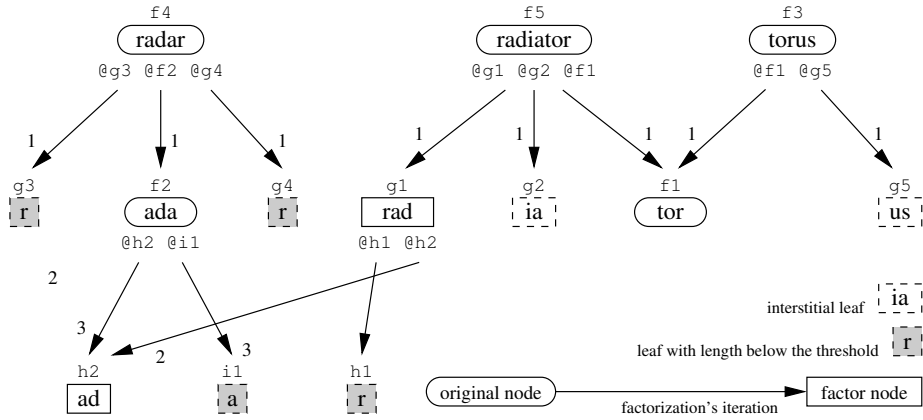 f4 f5 f3
radar radiator torus
@g3 @f2 @g4 @g1 @g2 @f1 @f1 @g5
1 1 1 1 1 1 1 1
g3 f2 g4 g1 g2 f1 g5
r ada r rad ia tor us
@h2 @i1 @h1 @h2
2
ia
interstitial leaf
3 2 3
r
leaf with length below the threshold
h2 i1 h1
ad a r
original node factor node
factorization's iteration